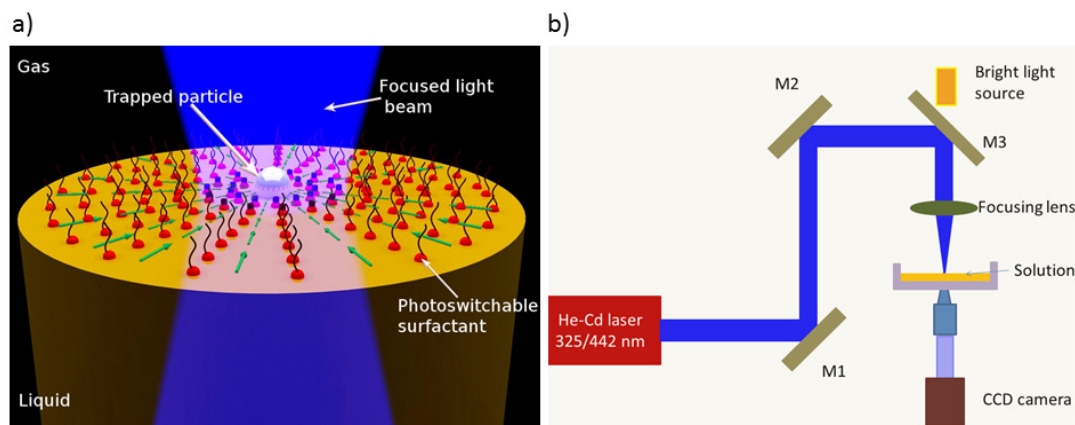 a)
Gas
Trapped particle
Focused light
beam
Photoswitchable
surfactant
Liquid
b)
M2
Bright light
source
M3
Focusing lens
Solution
He-Cd laser
325/442 nm
M1
CCD camera